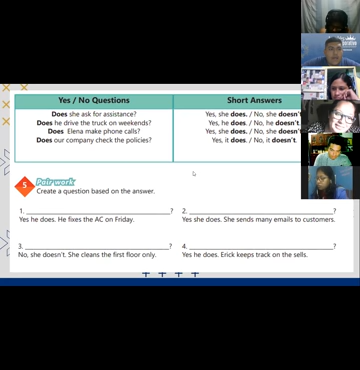 Yes / No Questions
Short Answers
Does she ask for assistance?
Yes, she does. / No, she doesn't
Does he drive the truck on weekends?
Yes, he does. / No, he doesn't.
Does Elena make phone calls?
Yes, she does. / No, she doesn't
Does our company check the policies?
Yes, it does. / No, it doesn't.
5
Pair work
Create a question based on the answer.
1. ?
2. ?
Yes he does. He fixes the AC on Friday.
Yes she does. She sends many emails to customers.
3. ?
4. ?
No, she doesn't. She cleans the first floor only.
Yes he does. Erick keeps track on the sells.